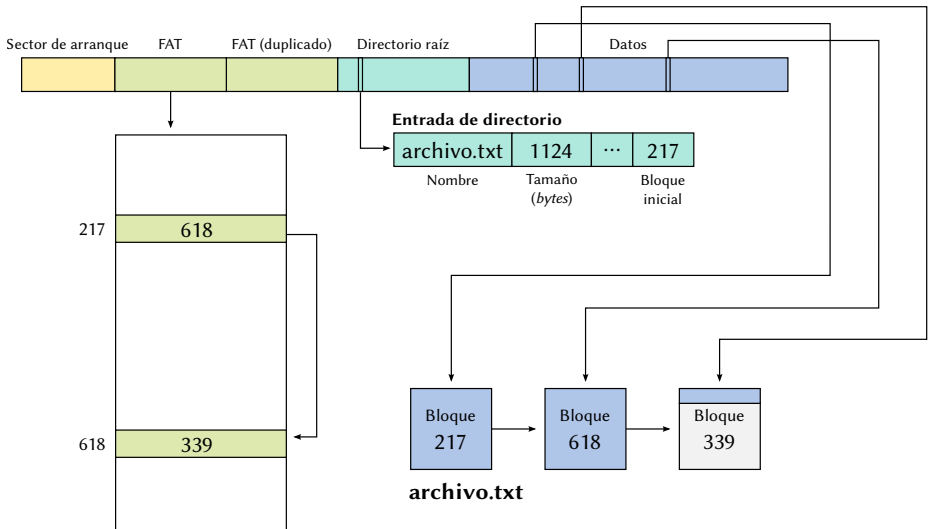 Sector de arranque
FAT
FAT (duplicado)
Directorio raíz
Datos
Entrada de directorio
archivo.txt
1124
...
217
Nombre
Tamaño
(bytes)
Bloque
inicial
217
618
618
339
Bloque
217
Bloque
618
Bloque
339
archivo.txt